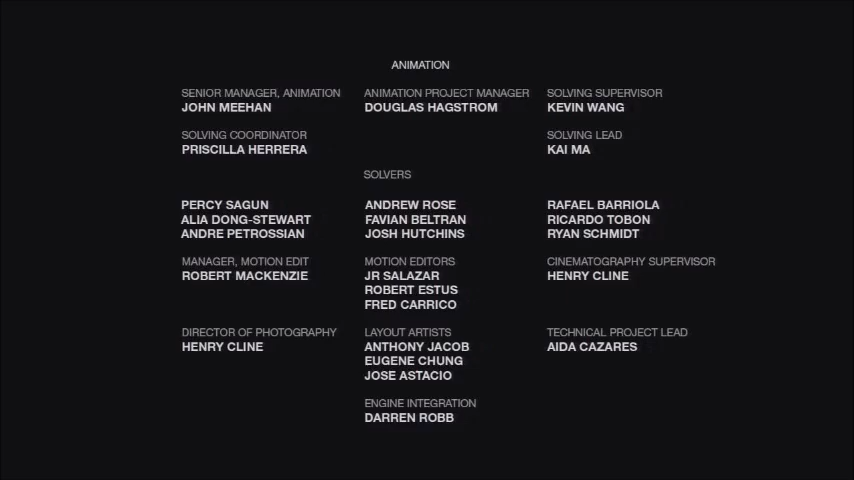 ANIMATION
SENIOR MANAGER, ANIMATION
JOHN MEEHAN
ANIMATION PROJECT MANAGER
DOUGLAS HAGSTROM
SOLVING SUPERVISOR
KEVIN WANG
SOLVING COORDINATOR
PRISCILLA HERRERA
SOLVING LEAD
KAI MA
SOLVERS
PERCY SAGUN
ALIA DONG-STEWART
ANDRE PETROSSIAN
ANDREW ROSE
FAVIAN BELTRAN
JOSH HUTCHINS
RAFAEL BARRIOLA
RICARDO TOBON
RYAN SCHMIDT
MANAGER, MOTION EDIT
ROBERT MACKENZIE
MOTION EDITORS
JR SALAZAR
ROBERT ESTUS
FRED CARRICO
CINEMATOGRAPHY SUPERVISOR
HENRY CLINE
DIRECTOR OF PHOTOGRAPHY
HENRY CLINE
LAYOUT ARTISTS
ANTHONY JACOB
EUGENE CHUNG
JOSE ASTACIO
TECHNICAL PROJECT LEAD
AIDA CAZARES
ENGINE INTEGRATION
DARREN ROBB